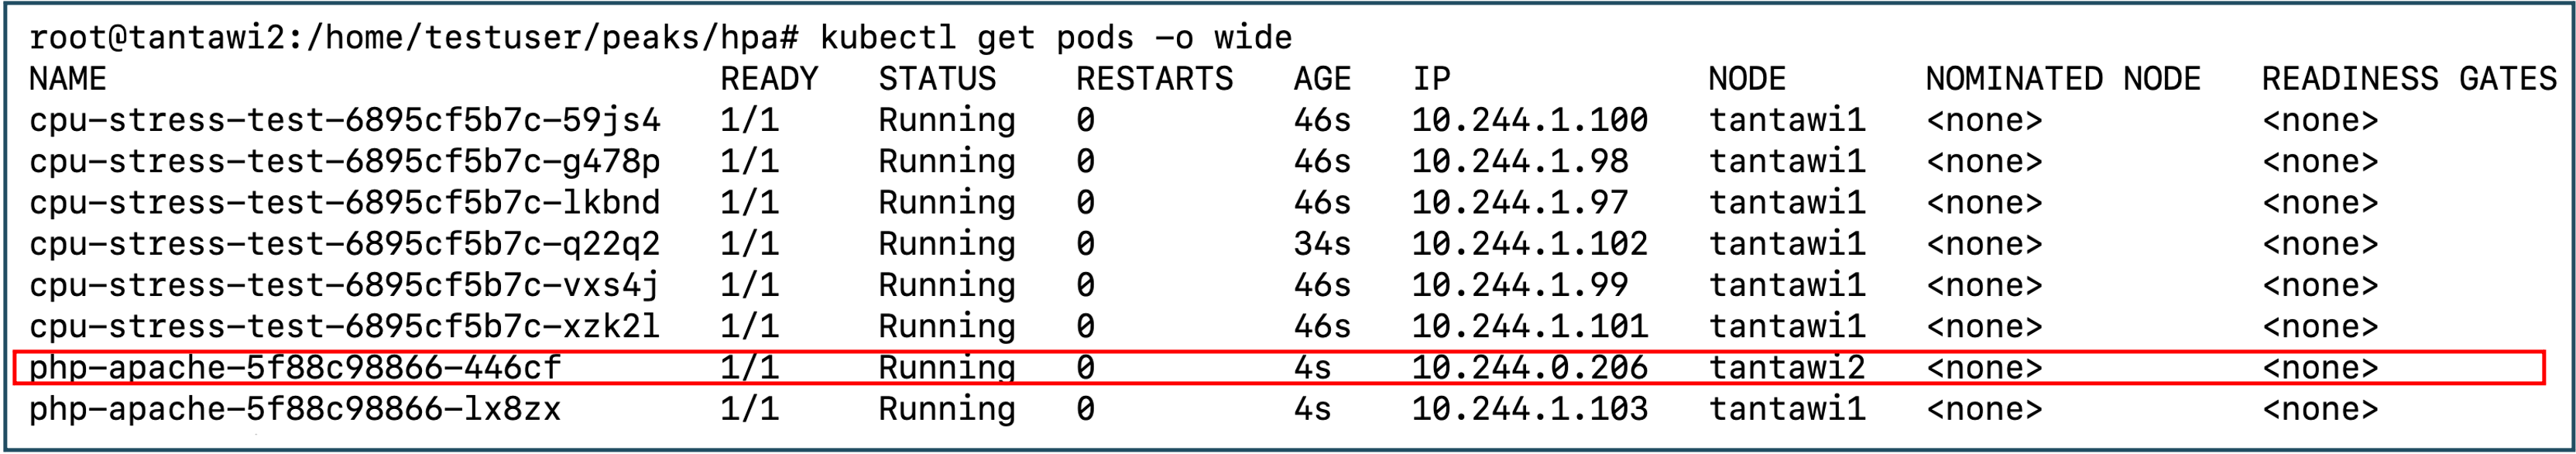 root@tantawi2:/home/testuser/peaks/hpa# kubectl get pods -o wide
NAME READY STATUS RESTARTS AGE IP NODE NOMINATED NODE READINESS GATES
cpu-stress-test-6895cf5b7c-59js4 1/1 Running 0 46s 10.244.1.100 tantawi1 <none> <none>
cpu-stress-test-6895cf5b7c-g478p 1/1 Running 0 46s 10.244.1.98 tantawi1 <none> <none>
cpu-stress-test-6895cf5b7c-lkbnd 1/1 Running 0 46s 10.244.1.97 tantawi1 <none> <none>
cpu-stress-test-6895cf5b7c-q22q2 1/1 Running 0 34s 10.244.1.102 tantawi1 <none> <none>
cpu-stress-test-6895cf5b7c-vxs4j 1/1 Running 0 46s 10.244.1.99 tantawi1 <none> <none>
cpu-stress-test-6895cf5b7c-xzk2l 1/1 Running 0 46s 10.244.1.101 tantawi1 <none> <none>
php-apache-5f88c98866-446cf 1/1 Running 0 4s 10.244.0.206 tantawi2 <none> <none>
php-apache-5f88c98866-lx8zx 1/1 Running 0 4s 10.244.1.103 tantawi1 <none> <none>